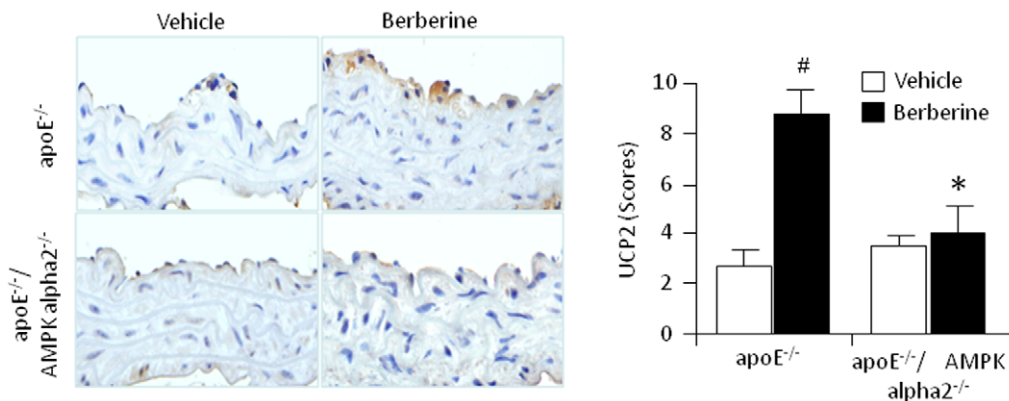 Vehicle Berberine
apoE-/-
apoE-/-/
AMPK alpha2-/-
UCP2 (Scores)
10
8
6
4
2
0
#
*
Vehicle
Berberine
apoE-/-
apoE-/-/ AMPK
alpha2-/-